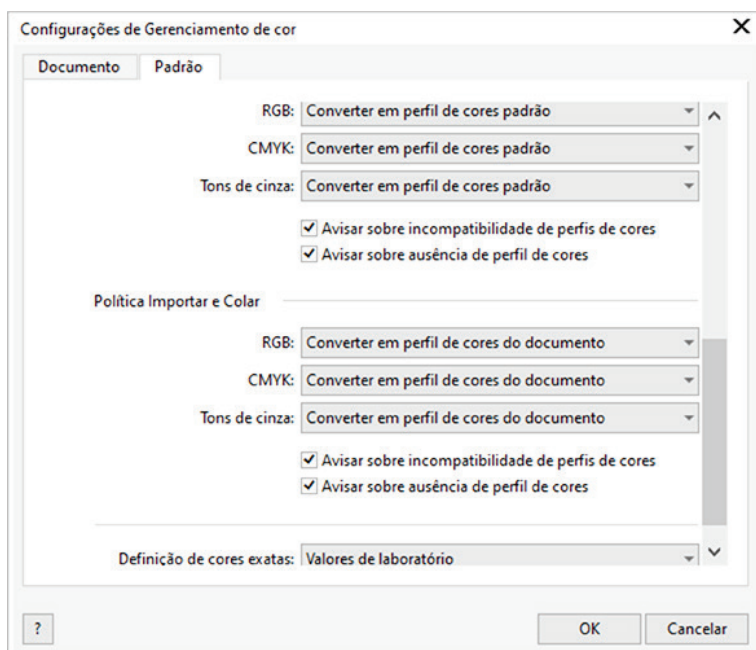 Configurações de Gerenciamento de cor
Documento Padrão
RGB: Converter em perfil de cores padrão
CMYK: Converter em perfil de cores padrão
Tons de cinza: Converter em perfil de cores padrão
Avisar sobre incompatibilidade de perfis de cores
Avisar sobre ausência de perfil de cores
Política Importar e Colar
RGB: Converter em perfil de cores do documento
CMYK: Converter em perfil de cores do documento
Tons de cinza: Converter em perfil de cores do documento
Avisar sobre incompatibilidade de perfis de cores
Avisar sobre ausência de perfil de cores
Definição de cores exatas: Valores de laboratório
? OK Cancelar